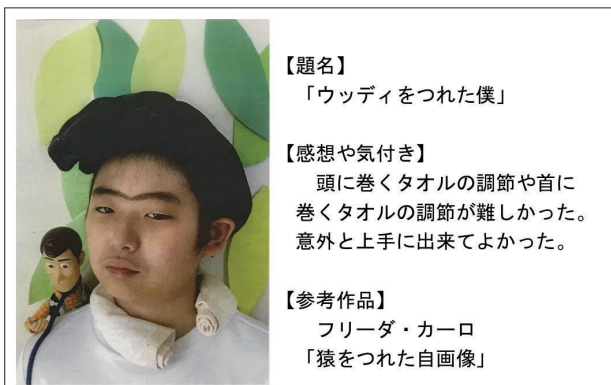 【題名】
「ウッディをつれた僕」
【感想や気付き】
頭に巻くタオルの調節や首に
巻くタオルの調節が難しかった。
意外と上手に出来てよかった。
【参考作品】
フリーダ・カーロ
「猿をつれた自画像」